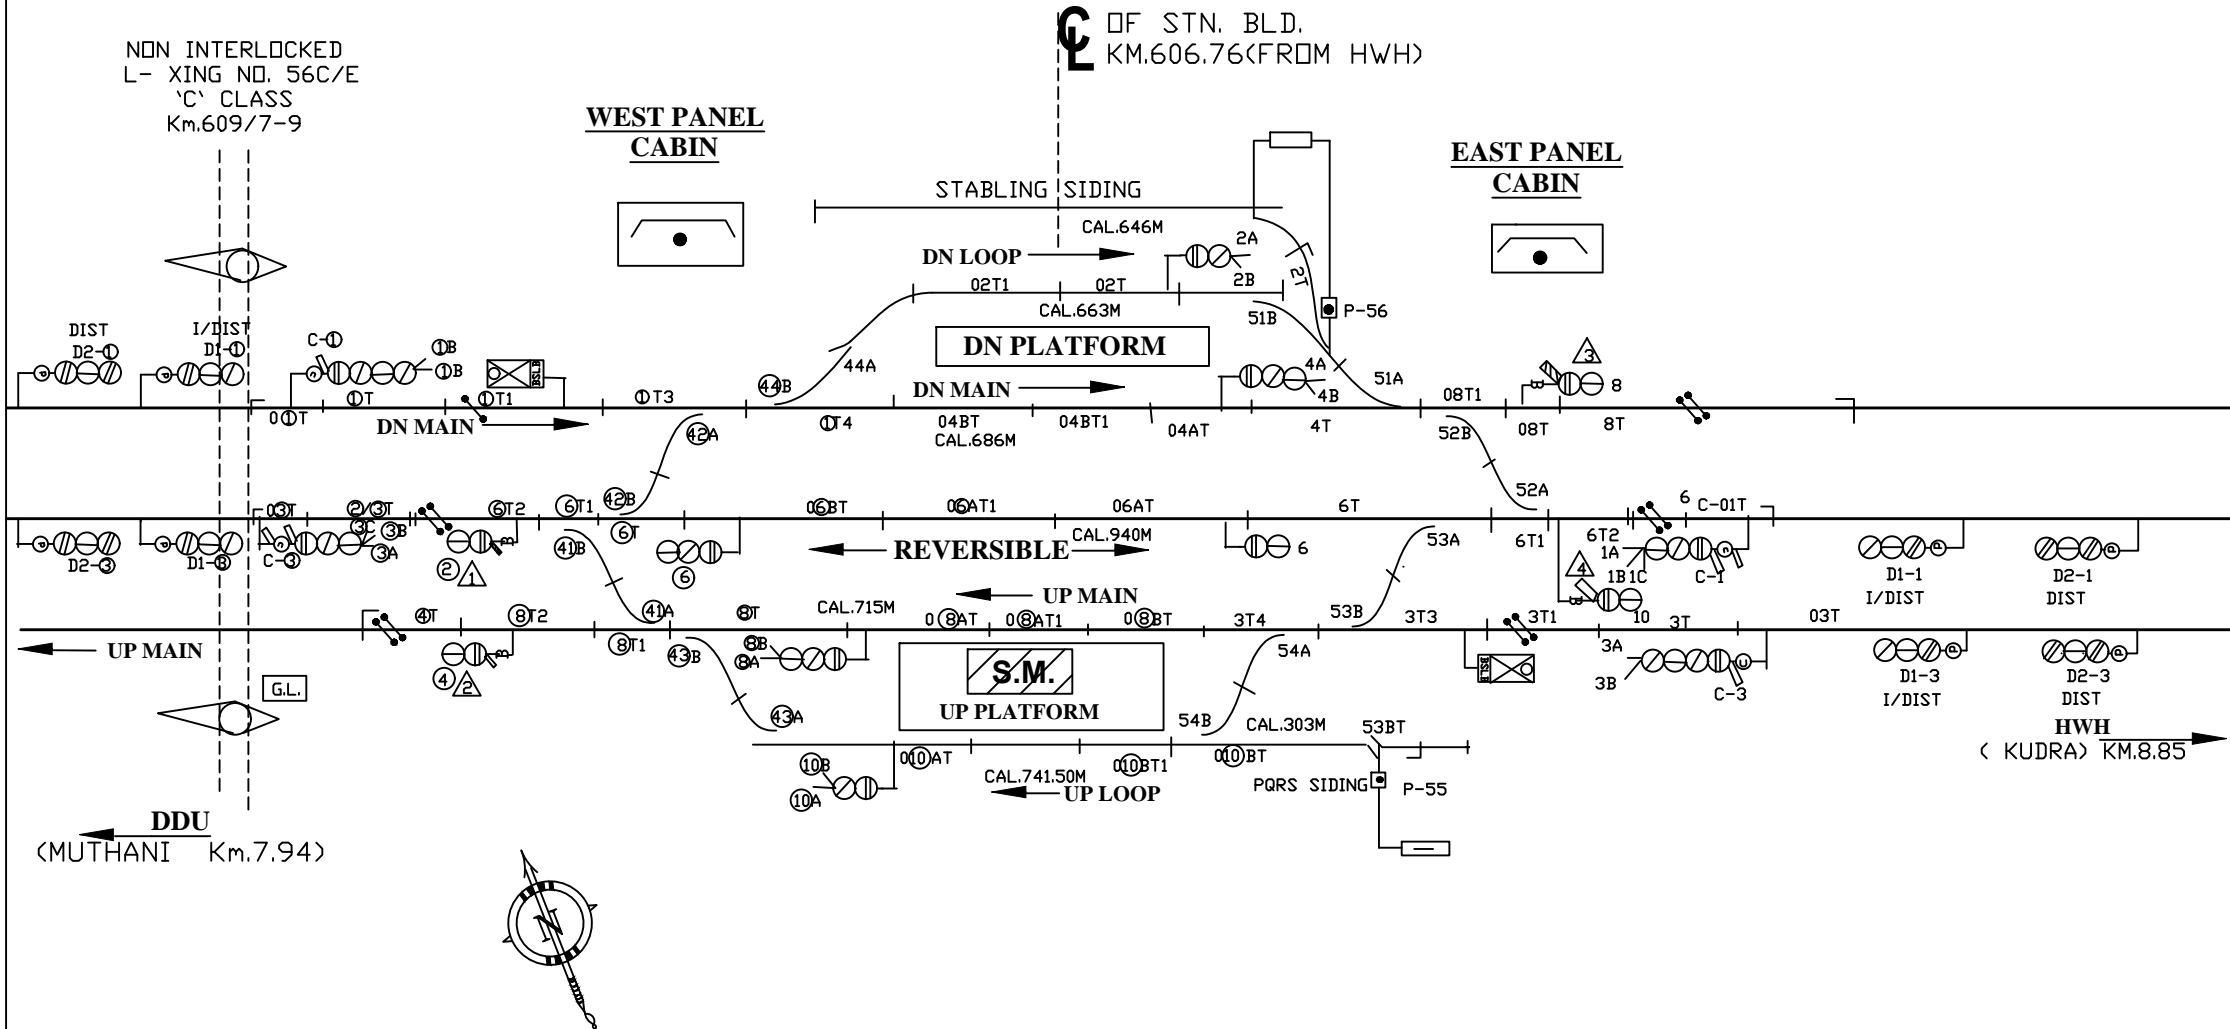 C
L
OF STN. BLD.
KM.606.76(FROM HWH)
NON INTERLOCKED
L- XING NO. 56C/E
'C' CLASS
Km.609/7-9
WEST PANEL
CABIN
EAST PANEL
CABIN
STABLING SIDING
CAL.646M
DN LOOP
2A
2B
2T
02T1
02T
CAL.663M
51B
P-56
DIST
D2-1
I/DIST
D1-1
C-1
1B
1B
BSLB
44B
44A
DN PLATFORM
DN MAIN
4A
4B
51A
3
8
B
P
P
C
01T
1T
1T1
1T3
1T4
04BT
04BT1
04AT
4T
08T1
08T
8T
DN MAIN
42A
CAL.686M
52B
52A
03T
2/3T
6T2
6T1
42B
06BT
06AT1
06AT
6T
6
C-01T
3C
3B
3A
B
41B
6T
6
REVERSIBLE
CAL.940M
6
53A
6T1
6T2
1A
1B
1C
C
C-1
P
P
C
P
P
D2-3
D1-3
C-3
2
1
4
B
D1-1
I/DIST
D2-1
DIST
UP MAIN
41A
8T
CAL.715M
08AT
08AT1
08BT
3T4
53B
3T3
3T1
10
3T
03T
4T
8T2
8T1
43B
8B
8A
54A
UP MAIN
4
2
B
G.L.
S.M.
UP PLATFORM
BSLB
3A
3B
C
C-3
P
P
D1-3
I/DIST
D2-3
DIST
43A
54B
CAL.303M
53BT
HWH
( KUDRA) KM.8.85
10B
10A
010AT
CAL.741.50M
010BT1
010BT
UP LOOP
PQRS SIDING
P-55
DDU
(MUTHANI Km.7.94)
N